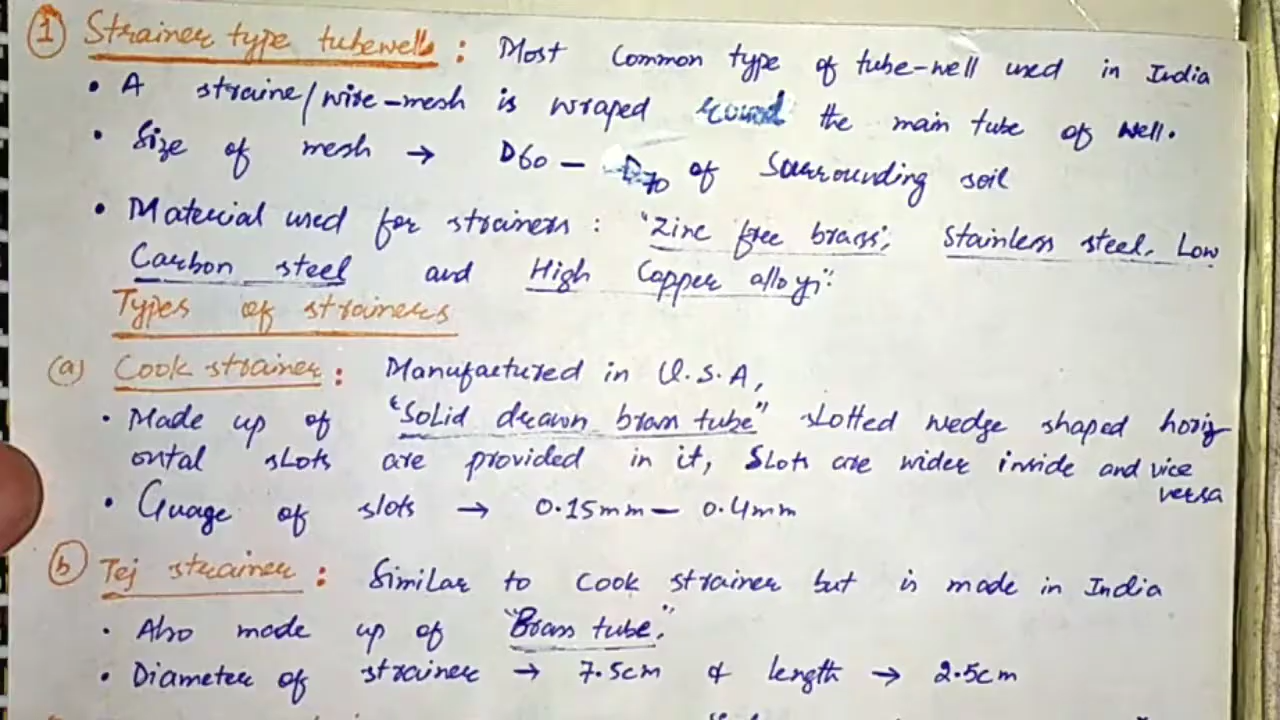 ① Strainer type tubewell : Most common type of tube-well used in India
• A straine/wire-mesh is wraped round the main tube of well.
• Size of mesh → D60 – D70 of Surrounding soil
• Material used for strainers : "Zinc free brass", Stainless steel, Low
Carbon steel and High Copper alloy."
Types of strainers
(a) Cook strainer : Manufactured in U.S.A,
• Made up of "Solid drawn brass tube" slotted wedge shaped horiz
ontal slots are provided in it, Slots are wider inside and vice
versa
• Guage of slots → 0.15mm – 0.4mm
ⓑ Tej strainer : Similar to Cook strainer but is made in India
• Also made up of "Brass tube."
• Diameter of strainer → 7.5cm & length → 2.5cm